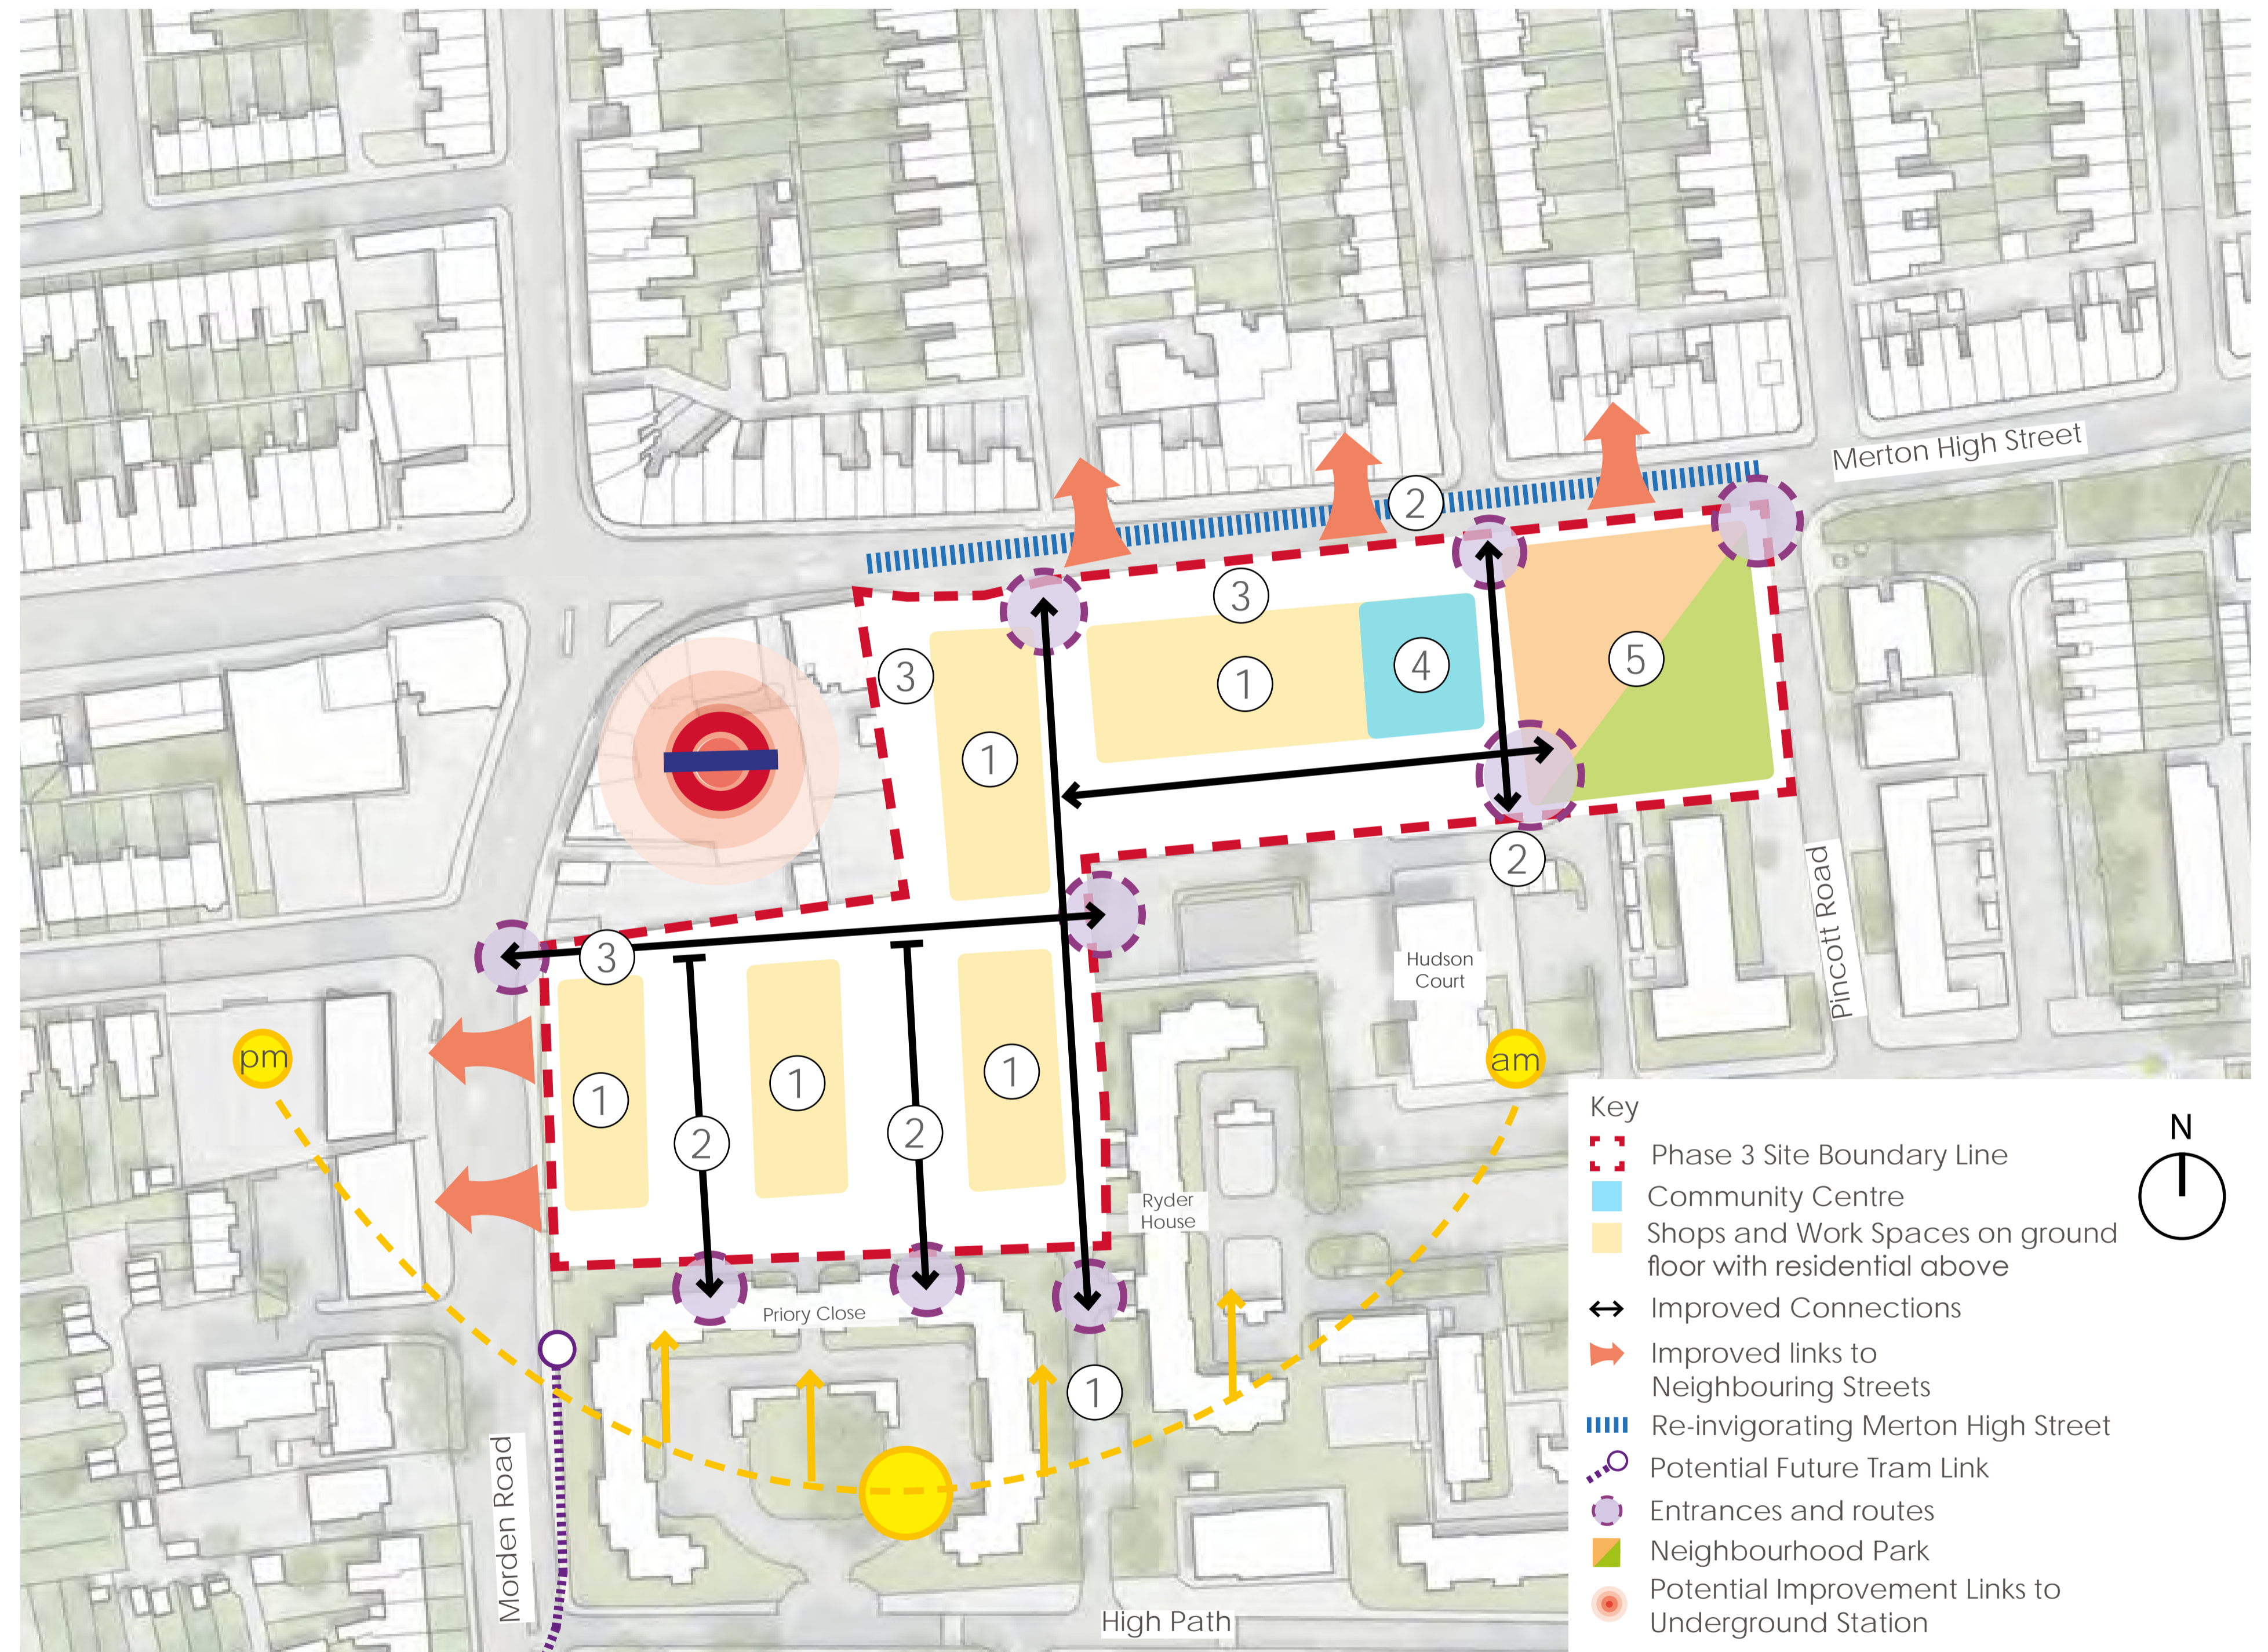 Merton High Street
2
3
3
1
4
5
1
1
2
Pincott Road
Hudson
Court
3
pm
am
1
1
1
2
2
Ryder
House
Priory Close
1
Morden Road
High Path
Key
N
Phase 3 Site Boundary Line
Community Centre
Shops and Work Spaces on ground
floor with residential above
Improved Connections
Improved links to
Neighbouring Streets
Re-invigorating Merton High Street
Potential Future Tram Link
Entrances and routes
Neighbourhood Park
Potential Improvement Links to
Underground Station